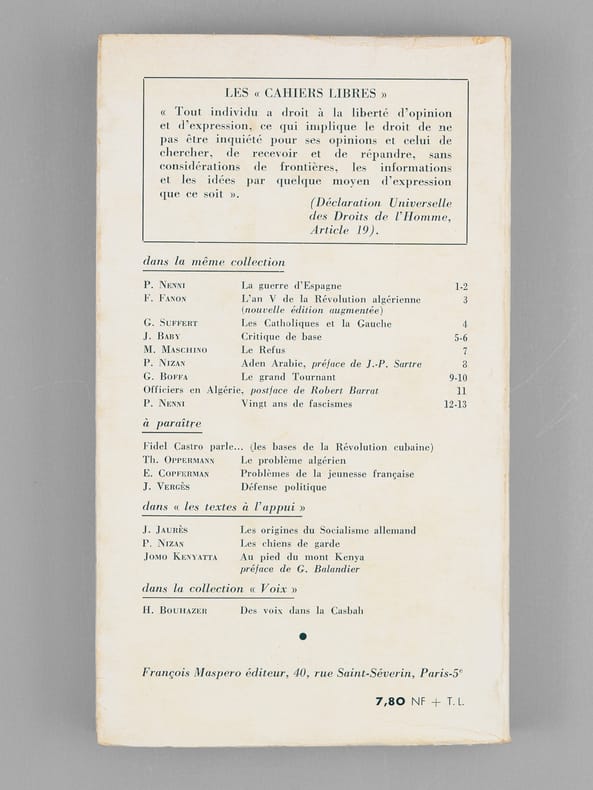 LES « CAHIERS LIBRES »
« Tout individu a droit à la liberté d'opinion
et d'expression, ce qui implique le droit de ne
pas être inquiété pour ses opinions et celui de
chercher, de recevoir et de répandre, sans
considérations de frontières, les informations
et les idées par quelque moyen d'expression
que ce soit ».
(Déclaration Universelle
des Droits de l'Homme,
Article 19).
dans la même collection
P. NENNI La guerre d'Espagne 1-2
F. FANON L'an V de la Révolution algérienne 3
(nouvelle édition augmentée)
G. SUFFERT Les Catholiques et la Gauche 4
J. BABY Critique de base 5-6
M. MASCHINO Le Refus 7
P. NIZAN Aden Arabie, préface de J.-P. Sartre 8
G. BOFFA Le grand Tournant 9-10
Officiers en Algérie, postface de Robert Barrat 11
P. NENNI Vingt ans de fascismes 12-13
à paraître
Fidel Castro parle... (les bases de la Révolution cubaine)
Th. OPPERMANN Le problème algérien
E. COPFERMAN Problèmes de la jeunesse française
J. VERGÈS Défense politique
dans « les textes à l'appui »
J. JAURÈS Les origines du Socialisme allemand
P. NIZAN Les chiens de garde
JOMO KENYATTA Au pied du mont Kenya
préface de G. Balandier
dans la collection « Voix »
H. BOUHAZER Des voix dans la Casbah
François Maspero éditeur, 40, rue Saint-Séverin, Paris-5e
7,80 NF + T.L.